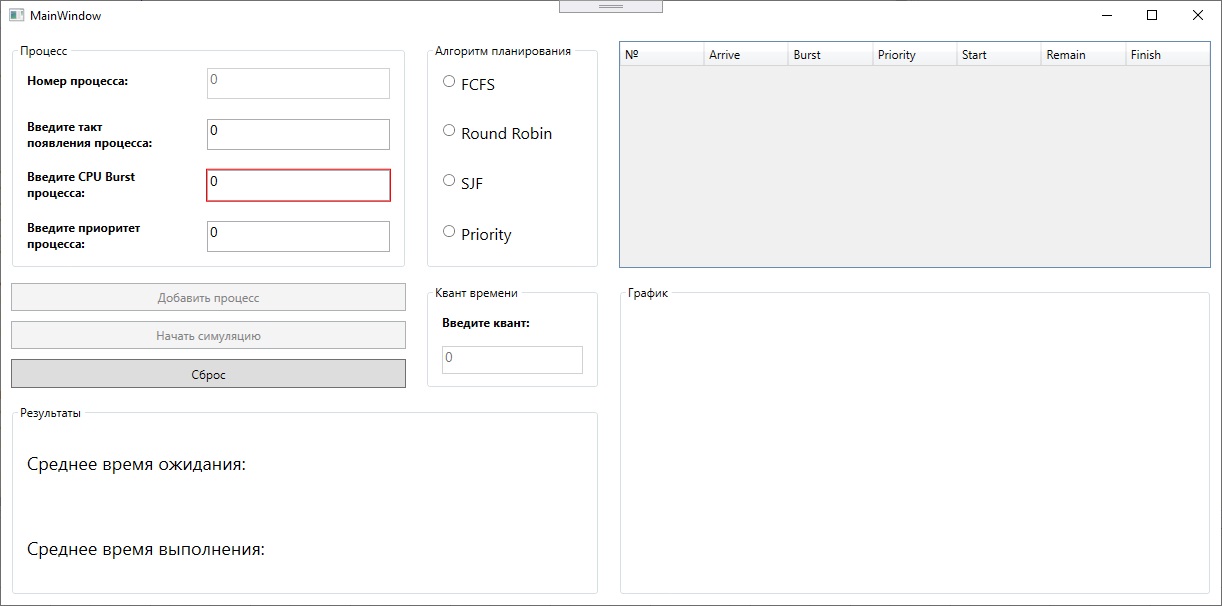 MainWindow
Процесс
Номер процесса:
0
Введите такт
появления процесса:
0
Введите CPU Burst
процесса:
0
Введите приоритет
процесса:
0
Алгоритм планирования
FCFS
Round Robin
SJF
Priority
№ Arrive Burst Priority Start Remain Finish
Добавить процесс
Начать симуляцию
Сброс
Квант времени
Введите квант:
0
График
Результаты
Среднее время ожидания:
Среднее время выполнения: